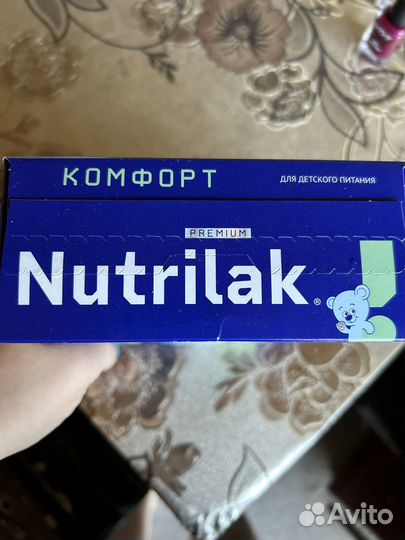 КОМФОРТ
ДЛЯ ДЕТСКОГО ПИТАНИЯ
PREMIUM
Nutrilak®
Avito